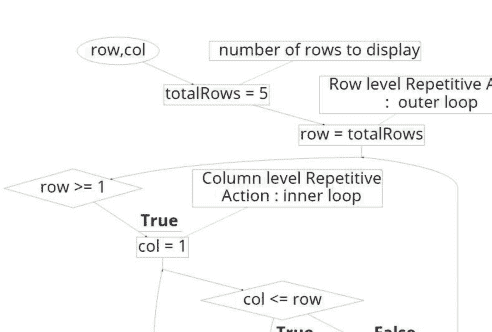 row,col
number of rows to display
totalRows = 5
Row level Repetitive A
: outer loop
row = totalRows
row >= 1
Column level Repetitive
Action : inner loop
True
col = 1
col <= row
True
False